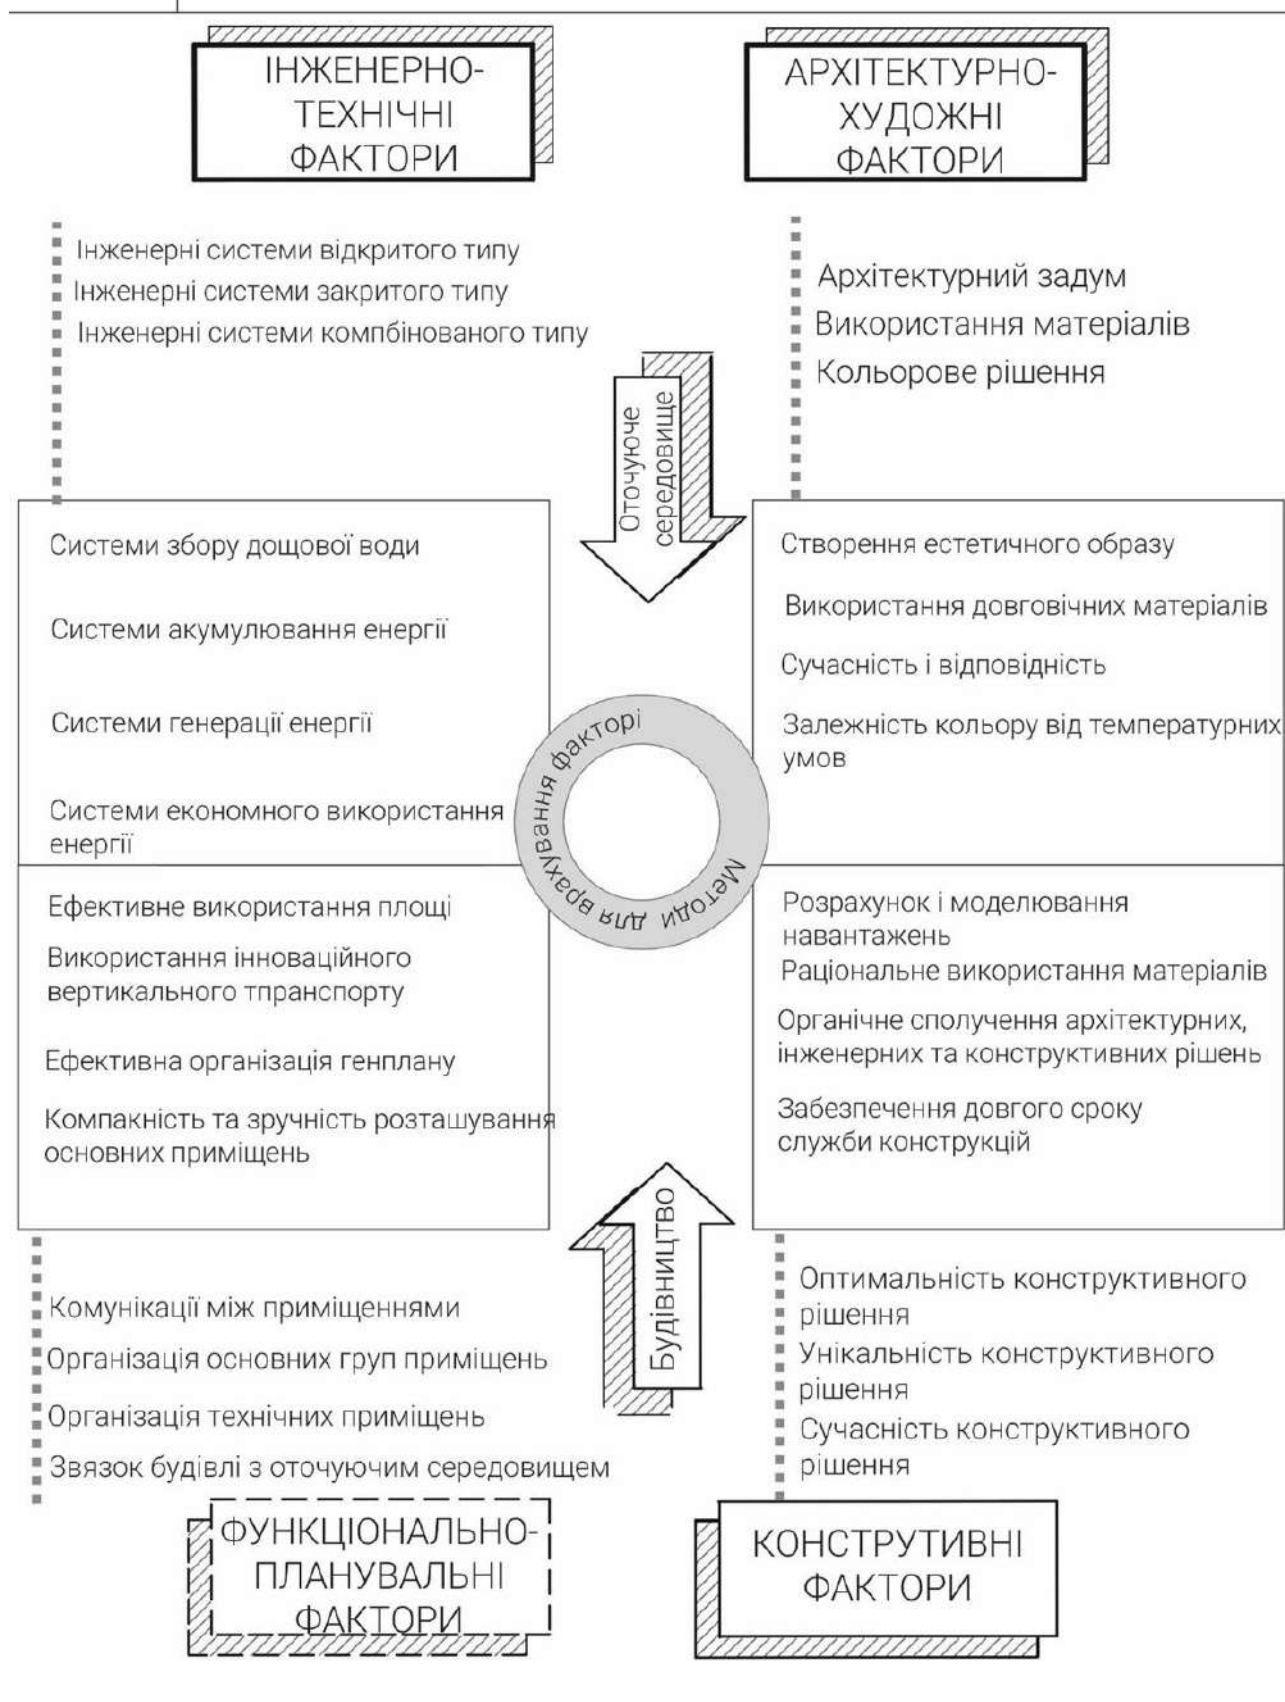 ІНЖЕНЕРНО-
ТЕХНІЧНІ
ФАКТОРИ
АРХІТЕКТУРНО-
ХУДОЖНІ
ФАКТОРИ
Інженерні системи відкритого типу
Інженерні системи закритого типу
Інженерні системи компбінованого типу
Архітектурний задум
Використання матеріалів
Кольорове рішення
Оточуюче
середовище
Системи збору дощової води
Системи акумулювання енергії
Системи генерації енергії
Системи економного використання
енергії
Створення естетичного образу
Використання довговічних матеріалів
Сучасність і відповідність
Залежність кольору від температурних
умов
Методи для врахування факторі
Ефективне використання площі
Використання інноваційного
вертикального тпранспорту
Ефективна організація генплану
Компакність та зручність розташування
основних приміщень
Розрахунок і моделювання
навантажень
Раціональне використання матеріалів
Органічне сполучення архітектурних,
інженерних та конструктивних рішень
Забезпечення довгого сроку
служби конструкцій
Будівництво
Комунікації між приміщеннями
Організація основних груп приміщень
Організація технічних приміщень
Звязок будівлі з оточуючим середовищем
Оптимальність конструктивного
рішення
Унікальність конструктивного
рішення
Сучасність конструктивного
рішення
ФУНКЦІОНАЛЬНО-
ПЛАНУВАЛЬНІ
ФАКТОРИ
КОНСТРУТИВНІ
ФАКТОРИ